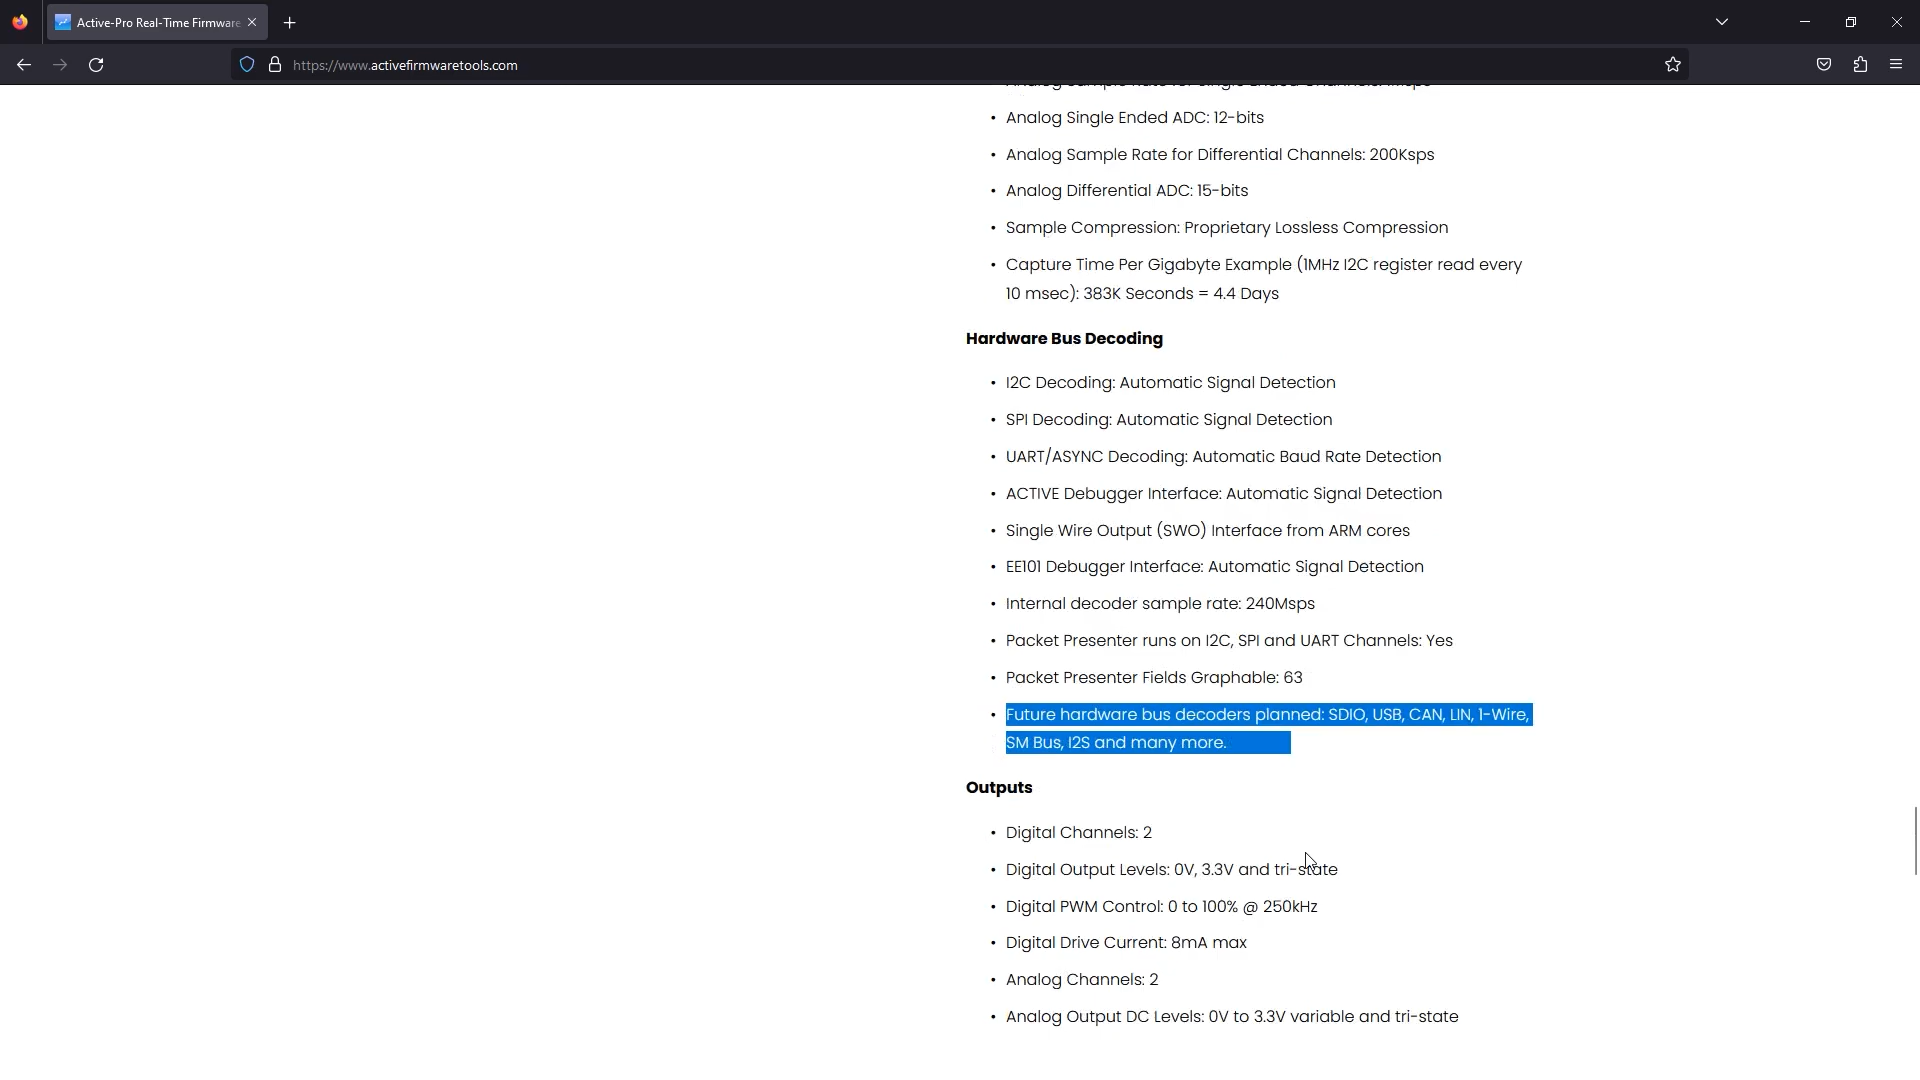 Active-Pro Real-Time Firmware
https://www.activefirmwaretools.com
Analog Sample Rate for Single Ended Channels: 1Msps
• Analog Single Ended ADC: 12-bits
• Analog Sample Rate for Differential Channels: 200Ksps
• Analog Differential ADC: 15-bits
• Sample Compression: Proprietary Lossless Compression
• Capture Time Per Gigabyte Example (1MHz I2C register read every
10 msec): 383K Seconds = 4.4 Days
Hardware Bus Decoding
• I2C Decoding: Automatic Signal Detection
• SPI Decoding: Automatic Signal Detection
• UART/ASYNC Decoding: Automatic Baud Rate Detection
• ACTIVE Debugger Interface: Automatic Signal Detection
• Single Wire Output (SWO) Interface from ARM cores
• EE101 Debugger Interface: Automatic Signal Detection
• Internal decoder sample rate: 240Msps
• Packet Presenter runs on I2C, SPI and UART Channels: Yes
• Packet Presenter Fields Graphable: 63
• Future hardware bus decoders planned: SDIO, USB, CAN, LIN, 1-Wire,
SM Bus, I2S and many more.
Outputs
• Digital Channels: 2
• Digital Output Levels: 0V, 3.3V and tri-state
• Digital PWM Control: 0 to 100% @ 250kHz
• Digital Drive Current: 8mA max
• Analog Channels: 2
• Analog Output DC Levels: 0V to 3.3V variable and tri-state